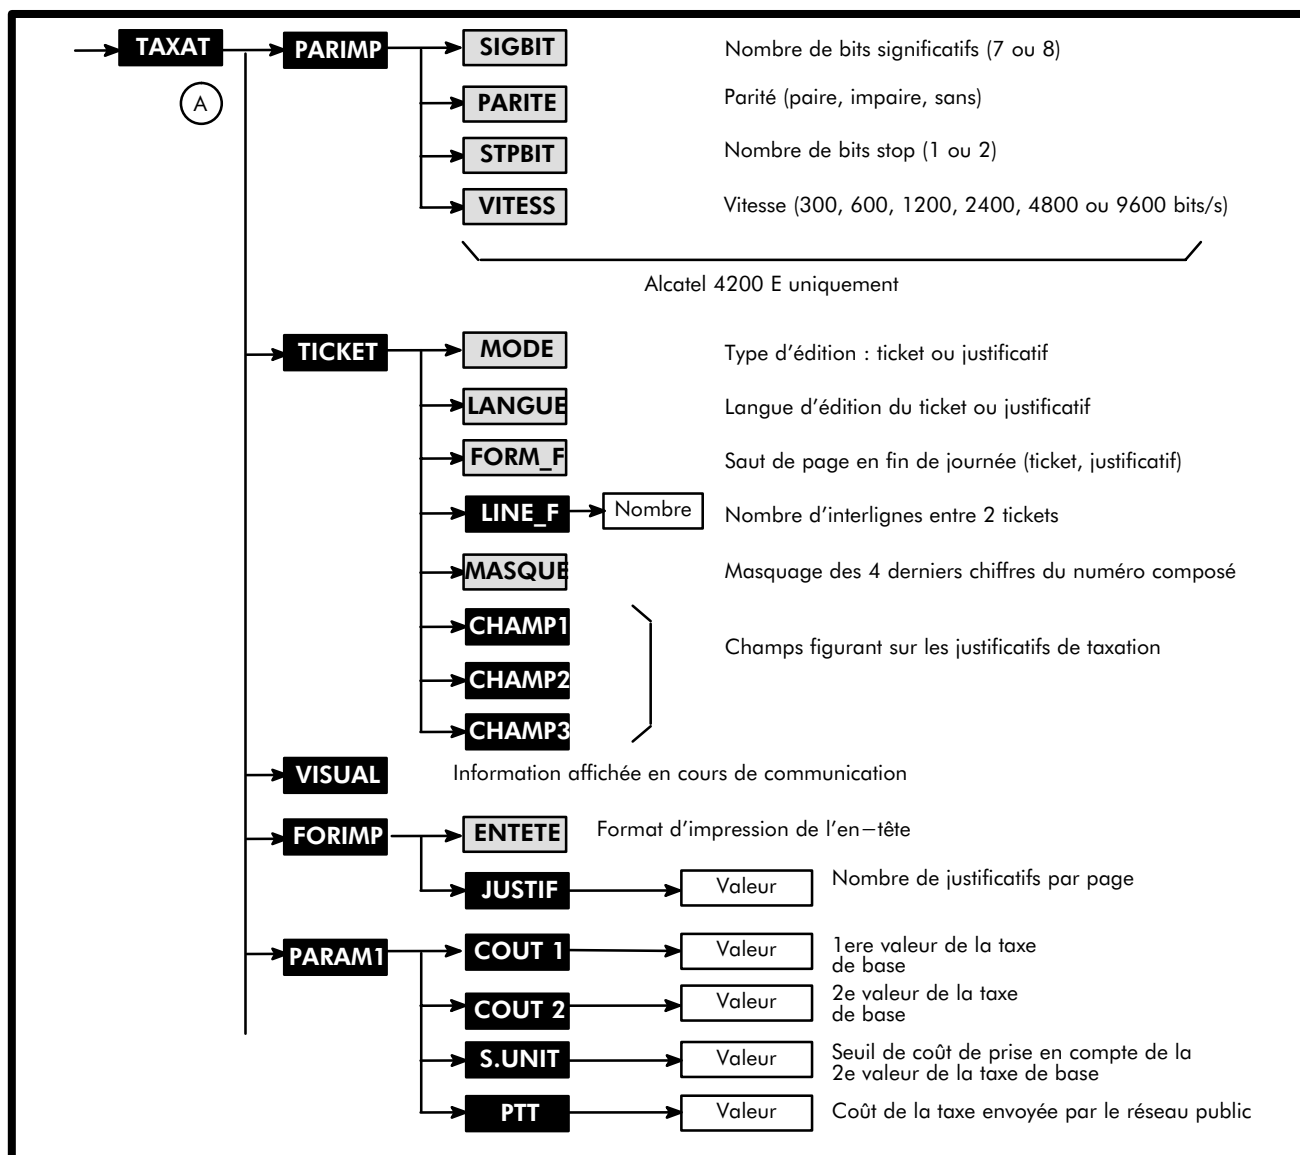 TAXAT PARIMP SIGBIT Nombre de bits significatifs (7 ou 8)
A
PARITE Parité (paire, impaire, sans)
STPBIT Nombre de bits stop (1 ou 2)
VITESS Vitesse (300, 600, 1200, 2400, 4800 ou 9600 bits/s)
Alcatel 4200 E uniquement
TICKET MODE Type d'édition : ticket ou justificatif
LANGUE Langue d'édition du ticket ou justificatif
FORM_F Saut de page en fin de journée (ticket, justificatif)
LINE_F Nombre Nombre d'interlignes entre 2 tickets
MASQUE Masquage des 4 derniers chiffres du numéro composé
CHAMP1
Champs figurant sur les justificatifs de taxation
CHAMP2
CHAMP3
VISUAL Information affichée en cours de communication
FORIMP ENTETE Format d'impression de l'en–tête
JUSTIF Valeur Nombre de justificatifs par page
PARAM1 COUT 1 Valeur 1ere valeur de la taxe
de base
COUT 2 Valeur 2e valeur de la taxe
de base
S.UNIT Valeur Seuil de coût de prise en compte de la
2e valeur de la taxe de base
PTT Valeur Coût de la taxe envoyée par le réseau public